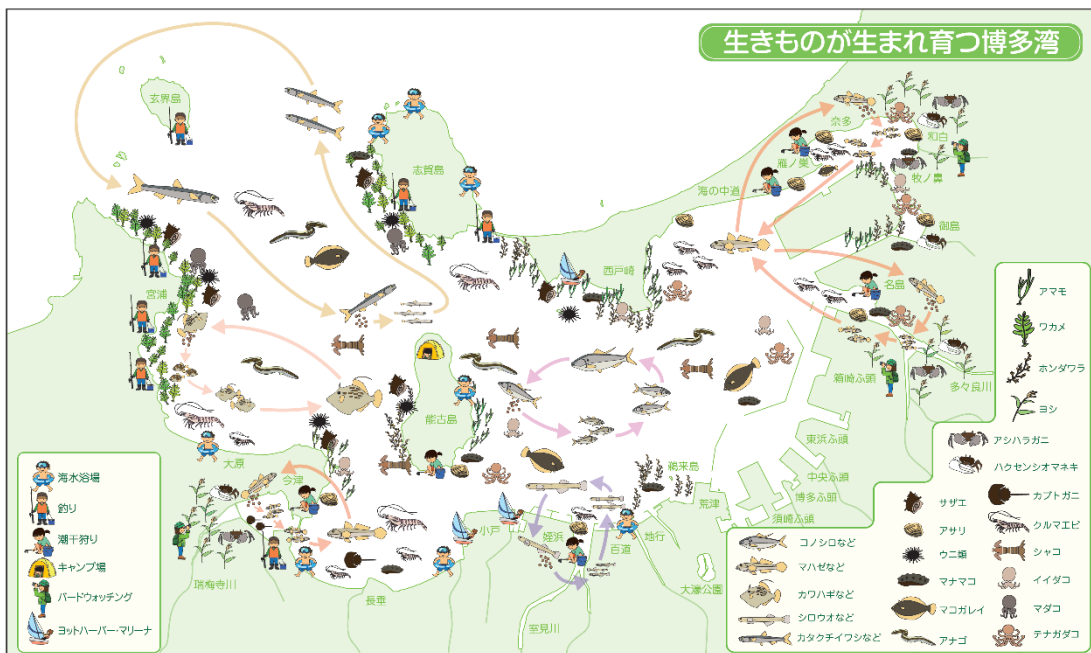 生きものが生まれ育つ博多湾
玄界島
志賀島
奈多
和白
雁ノ巣
牧ノ鼻
海の中道
御島
西戸崎
名島
宮浦
箱崎ふ頭
多々良川
能古島
東浜ふ頭
大原
今津
鵜来島
中央ふ頭
荒津
博多ふ頭
須崎ふ頭
小戸
姪浜
地行
百道
瑞梅寺川
長垂
大濠公園
室見川
海水浴場
釣り
潮干狩り
キャンプ場
バードウォッチング
ヨットハーバー・マリーナ
アマモ
ワカメ
ホンダワラ
ヨシ
アシハラガニ
ハクセンシオマネキ
サザエ
カブトガニ
アサリ
クルマエビ
コノシロなど
ウニ類
シャコ
マハゼなど
マナマコ
イイダコ
カワハギなど
マコガレイ
マダコ
シロウオなど
カタクチイワシなど
アナゴ
テナガダコ